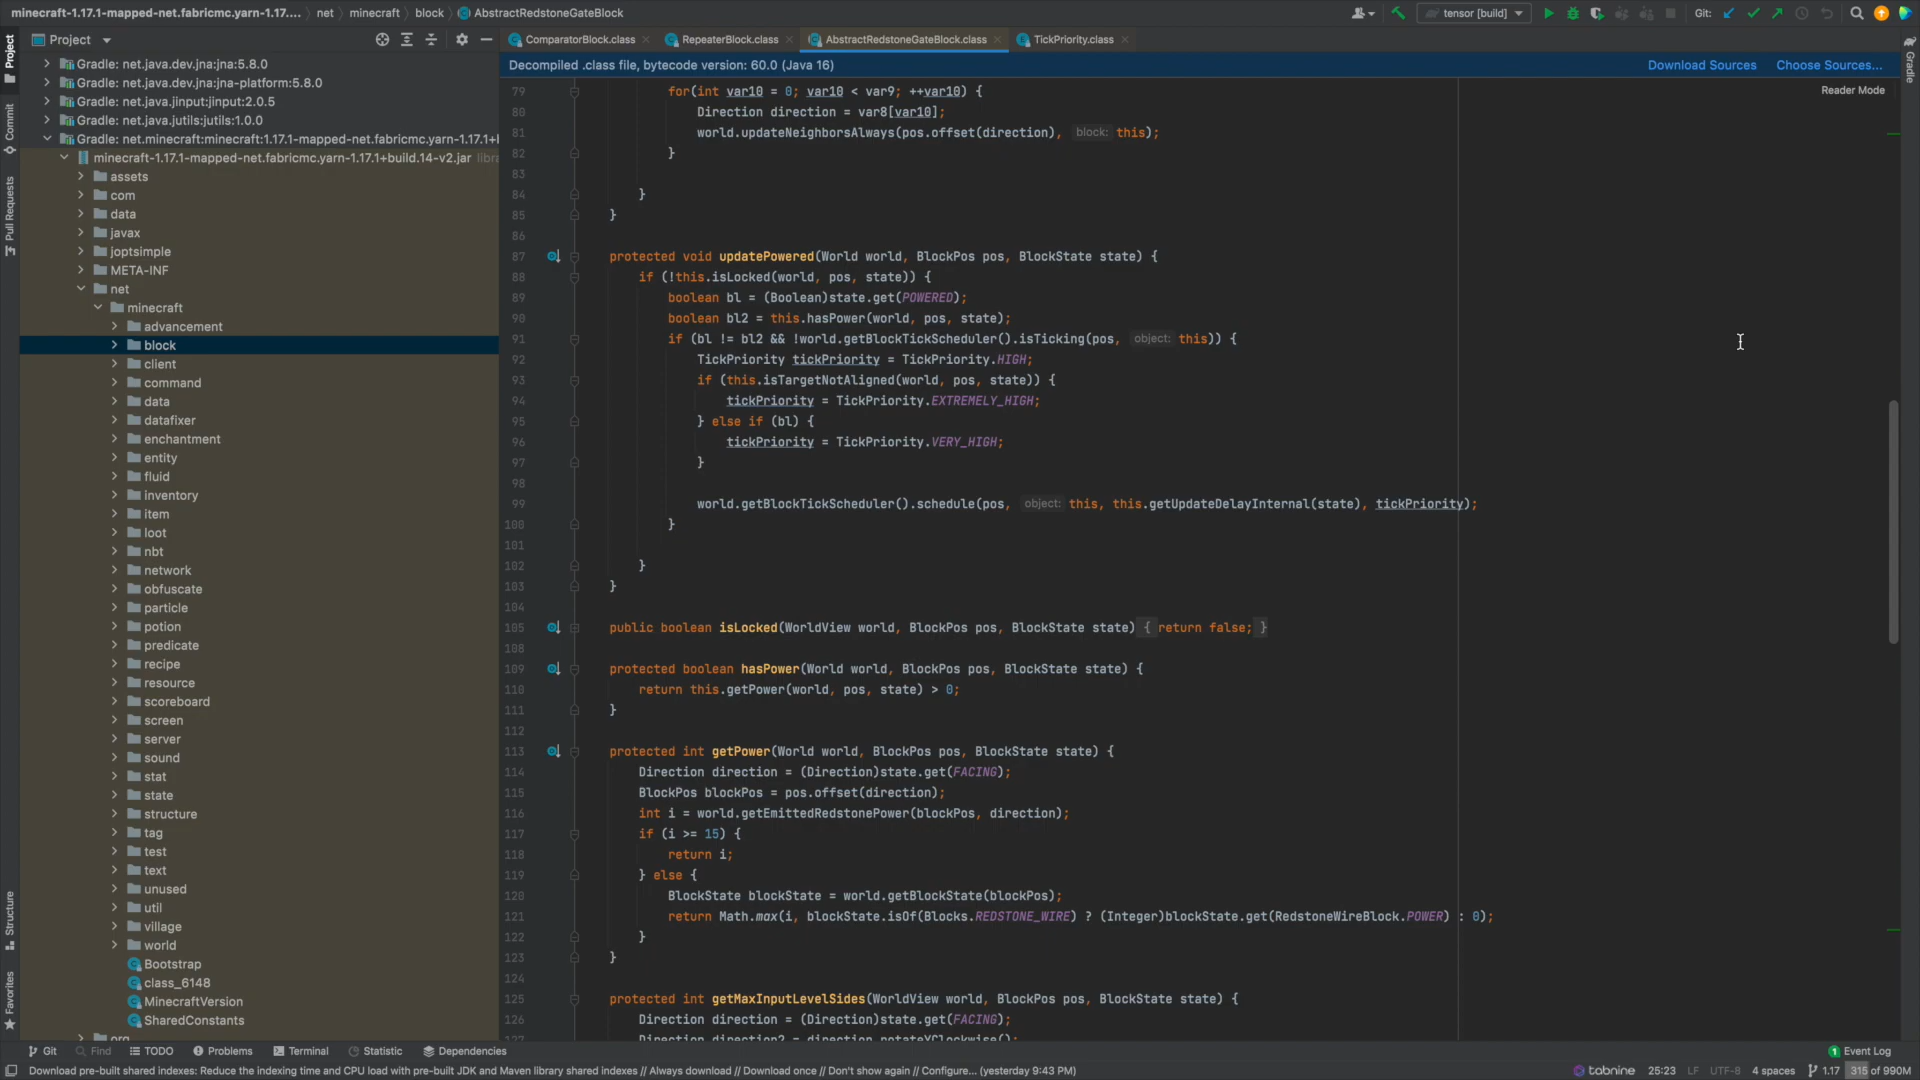 minecraft-1.17.1-mapped-net.fabricmc.yarn-1.17.... net minecraft block AbstractRedstoneGateBlock
tensor [build] Git:
Project
ComparatorBlock.class RepeaterBlock.class AbstractRedstoneGateBlock.class TickPriority.class
Decompiled .class file, bytecode version: 60.0 (Java 16) Download Sources Choose Sources...
Reader Mode
Project
Commit
Pull Requests
Structure
Favorites
Gradle
Gradle: net.java.dev.jna:jna:5.8.0
Gradle: net.java.dev.jna:jna-platform:5.8.0
Gradle: net.java.jinput:jinput:2.0.5
Gradle: net.java.jutils:jutils:1.0.0
Gradle: net.minecraft:minecraft:1.17.1-mapped-net.fabricmc.yarn-1.17.1+
minecraft-1.17.1-mapped-net.fabricmc.yarn-1.17.1+build.14-v2.jar
assets
com
data
javax
joptsimple
META-INF
net
minecraft
advancement
block
client
command
data
datafixer
enchantment
entity
fluid
inventory
item
loot
nbt
network
obfuscate
particle
potion
predicate
recipe
resource
scoreboard
screen
server
sound
stat
state
structure
tag
test
text
unused
util
village
world
Bootstrap
class_6148
MinecraftVersion
SharedConstants
79 for(int var10 = 0; var10 < var9; ++var10) {
80 Direction direction = var8[var10];
81 world.updateNeighborsAlways(pos.offset(direction), block: this);
82 }
83
84 }
85 }
86
87 protected void updatePowered(World world, BlockPos pos, BlockState state) {
88 if (!this.isLocked(world, pos, state)) {
89 boolean bl = (Boolean)state.get(POWERED);
90 boolean bl2 = this.hasPower(world, pos, state);
91 if (bl != bl2 && !world.getBlockTickScheduler().isTicking(pos, object: this)) {
92 TickPriority tickPriority = TickPriority.HIGH;
93 if (this.isTargetNotAligned(world, pos, state)) {
94 tickPriority = TickPriority.EXTREMELY_HIGH;
95 } else if (bl) {
96 tickPriority = TickPriority.VERY_HIGH;
97 }
98
99 world.getBlockTickScheduler().schedule(pos, object: this, this.getUpdateDelayInternal(state), tickPriority);
100 }
101
102 }
103 }
104
105 public boolean isLocked(WorldView world, BlockPos pos, BlockState state) { return false; }
108
109 protected boolean hasPower(World world, BlockPos pos, BlockState state) {
110 return this.getPower(world, pos, state) > 0;
111 }
112
113 protected int getPower(World world, BlockPos pos, BlockState state) {
114 Direction direction = (Direction)state.get(FACING);
115 BlockPos blockPos = pos.offset(direction);
116 int i = world.getEmittedRedstonePower(blockPos, direction);
117 if (i >= 15) {
118 return i;
119 } else {
120 BlockState blockState = world.getBlockState(blockPos);
121 return Math.max(i, blockState.isOf(Blocks.REDSTONE_WIRE) ? (Integer)blockState.get(RedstoneWireBlock.POWER) : 0);
122 }
123 }
124
125 protected int getMaxInputLevelSides(WorldView world, BlockPos pos, BlockState state) {
126 Direction direction = (Direction)state.get(FACING);
Direction direction2 = direction.rotateYClockwise();
Git Find TODO Problems Terminal Statistic Dependencies 1 Event Log
Download pre-built shared indexes: Reduce the indexing time and CPU load with pre-built JDK and Maven library shared indexes // Always download // Download once // Don't show again // Configure... (yesterday 9:43 PM) tabnine 25:23 LF UTF-8 4 spaces 1.17 315 of 990M